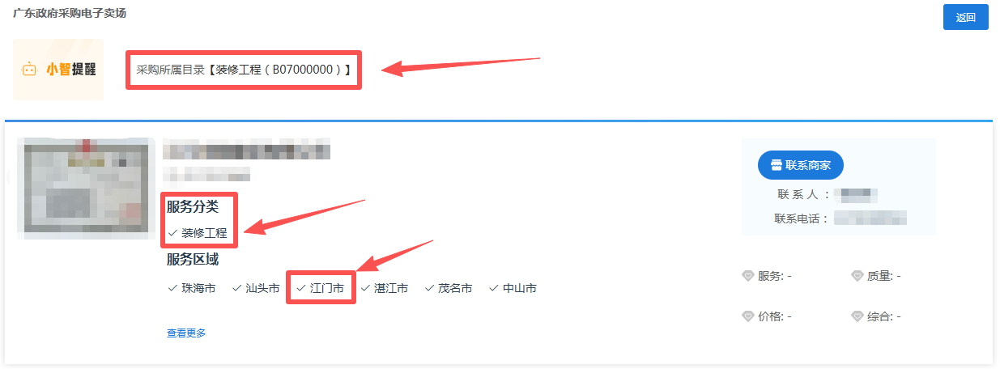 广东政府采购电子卖场
返回
小智提醒
采购所属目录【装修工程（B07000000）】
联系商家
联 系 人 ：
联系电话：
服务分类
装修工程
服务区域
珠海市 汕头市 江门市 湛江市 茂名市 中山市
服务: - 质量: -
价格: - 综合: -
查看更多